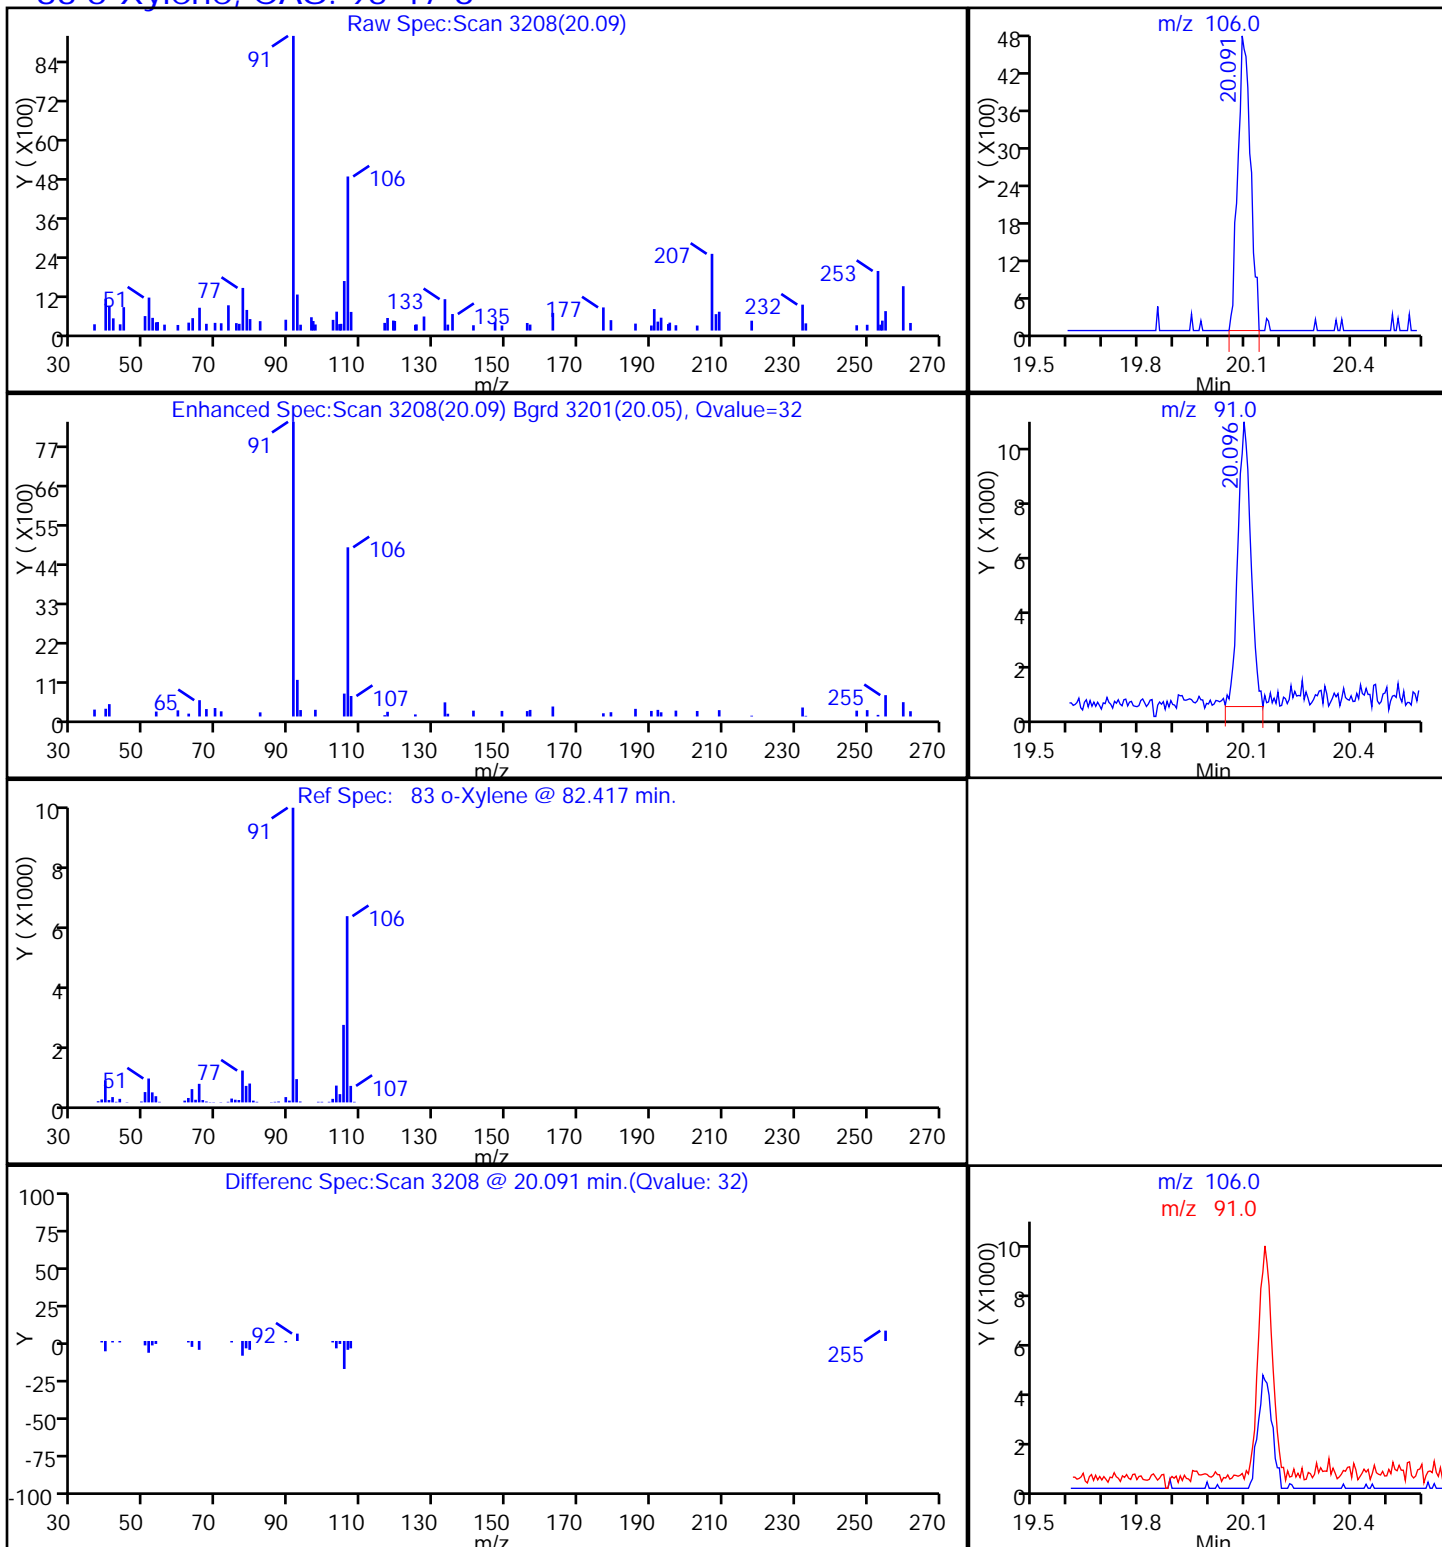 Raw Spec:Scan 3208(20.09)
84
72
60
48
36
24
12
0
Y ( X100)
91
106
51
77
133
135
177
207
232
253
30 50 70 90 110 130 150 170 190 210 230 250 270
m/z
m/z 106.0
48
42
36
30
24
18
12
6
0
Y ( X100)
20.091
19.5 19.8 20.1 20.4
Min
Enhanced Spec:Scan 3208(20.09) Bgrd 3201(20.05), Qvalue=32
77
66
55
44
33
22
11
0
Y ( X100)
91
106
65
107
255
30 50 70 90 110 130 150 170 190 210 230 250 270
m/z
m/z 91.0
10
8
6
4
2
0
Y ( X1000)
20.096
19.5 19.8 20.1 20.4
Min
Ref Spec: 83 o-Xylene @ 82.417 min.
10
8
6
4
2
0
Y ( X1000)
91
106
51
77
107
30 50 70 90 110 130 150 170 190 210 230 250 270
m/z
Differenc Spec:Scan 3208 @ 20.091 min.(Qvalue: 32)
100
75
50
25
0
-25
-50
-75
-100
Y
92
255
30 50 70 90 110 130 150 170 190 210 230 250 270
m/z
m/z 106.0
m/z 91.0
10
8
6
4
2
0
Y ( X1000)
19.5 19.8 20.1 20.4
Min